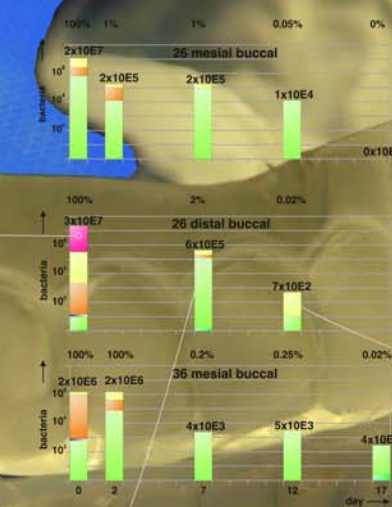 100% 1% 1% 0.05% 0%
26 mesial buccal
2x10E7 2x10E5 2x10E5 1x10E4
bacteria
100% 2% 0.02%
26 distal buccal
3x10E7 6x10E5 7x10E2
bacteria
100% 100% 0.2% 0.25% 0.02%
36 mesial buccal
2x10E6 2x10E6 4x10E3 5x10E3
bacteria
0 2 7 12 17
day